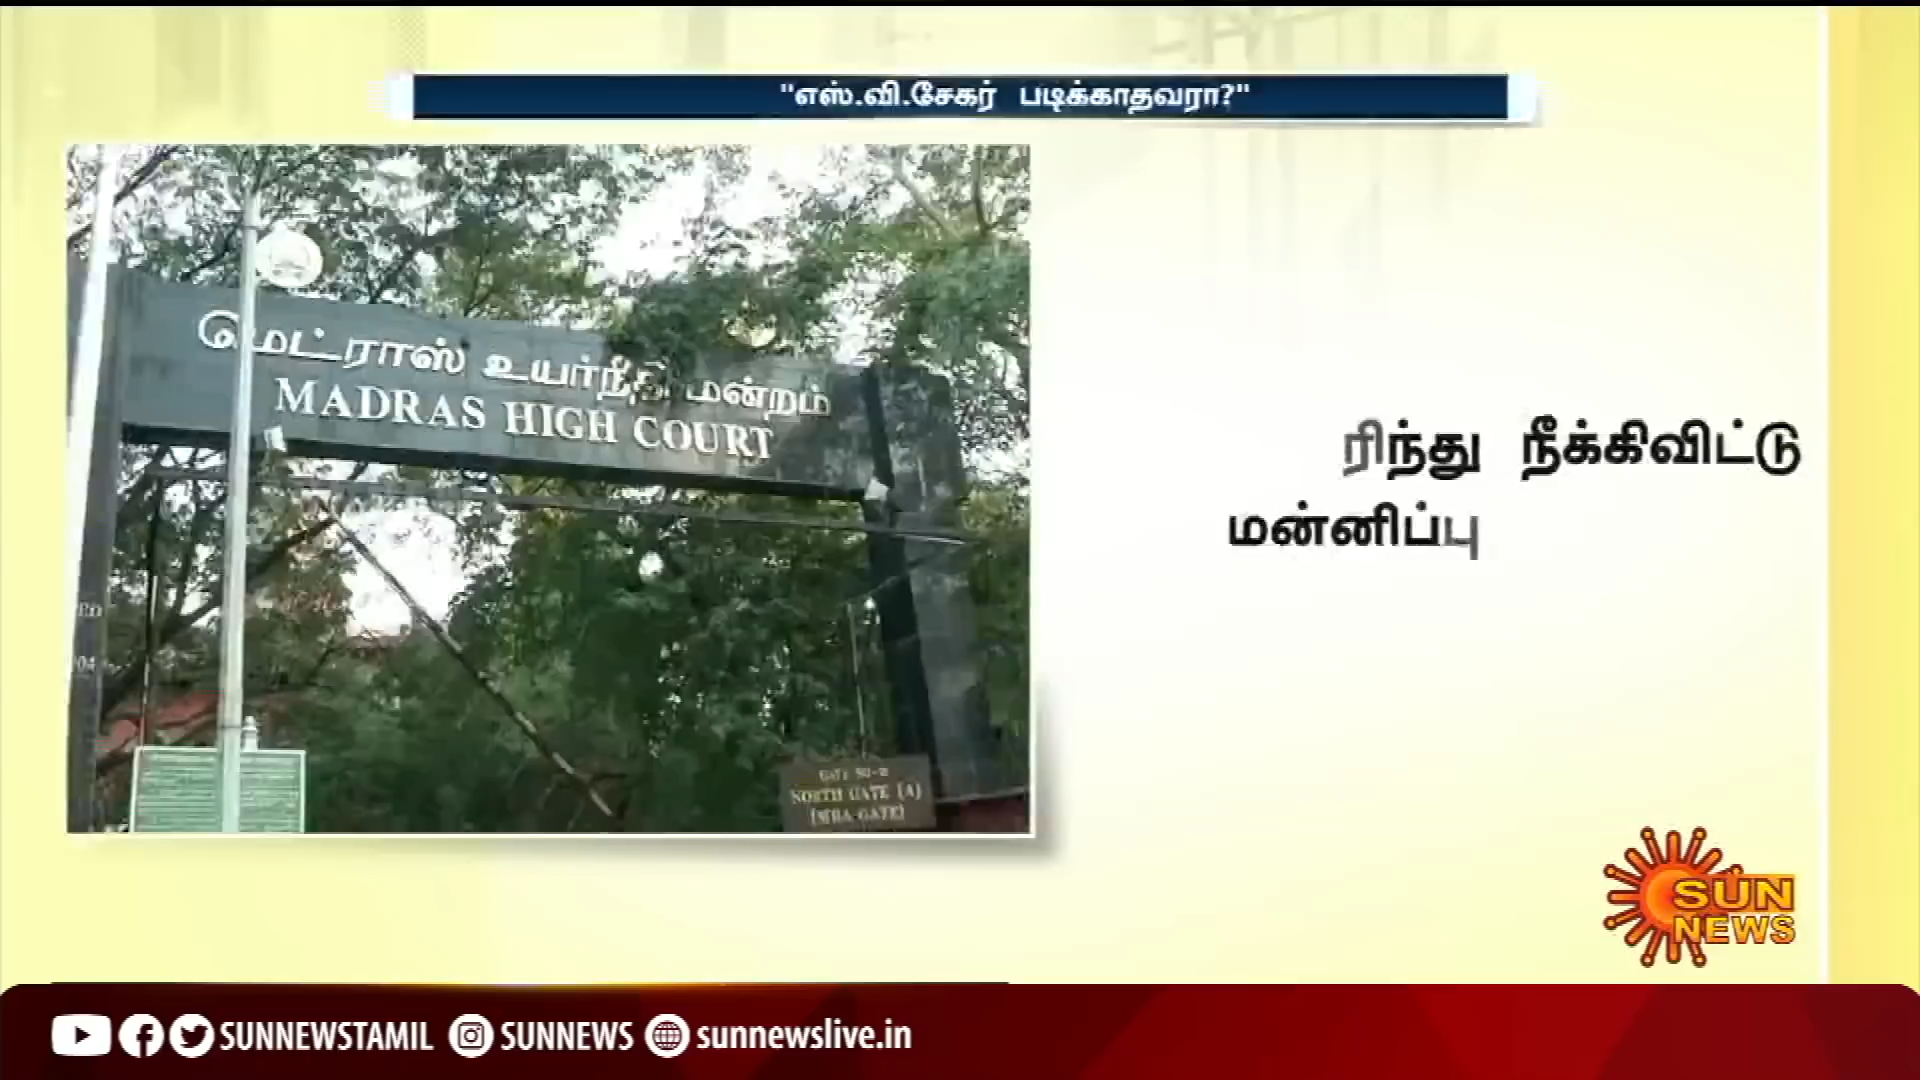 "எஸ்.வி.சேகர் படிக்காதவரா?"
மெட்ராஸ் உயர்நீதி மன்றம்
MADRAS HIGH COURT
ரிந்து நீக்கிவிட்டு
மன்னிப்பு
NORTH GATE (A)
SUN
NEWS
SUNNEWSTAMIL SUNNEWS sunnewslive.in